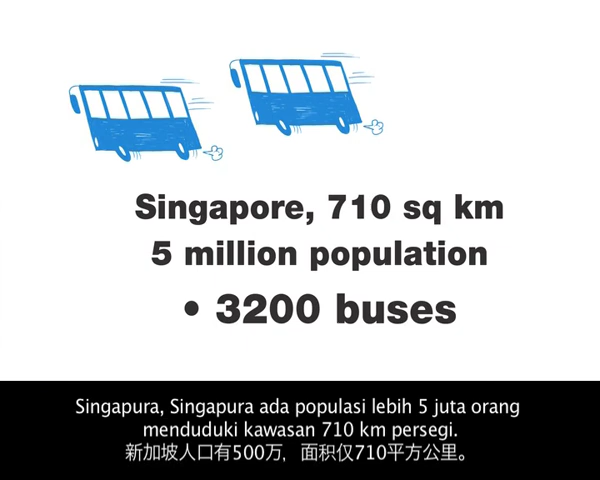 Singapore, 710 sq km
5 million population
• 3200 buses
Singapura, Singapura ada populasi lebih 5 juta orang
menduduki kawasan 710 km persegi.
新加坡人口有500万，面积仅710平方公里。